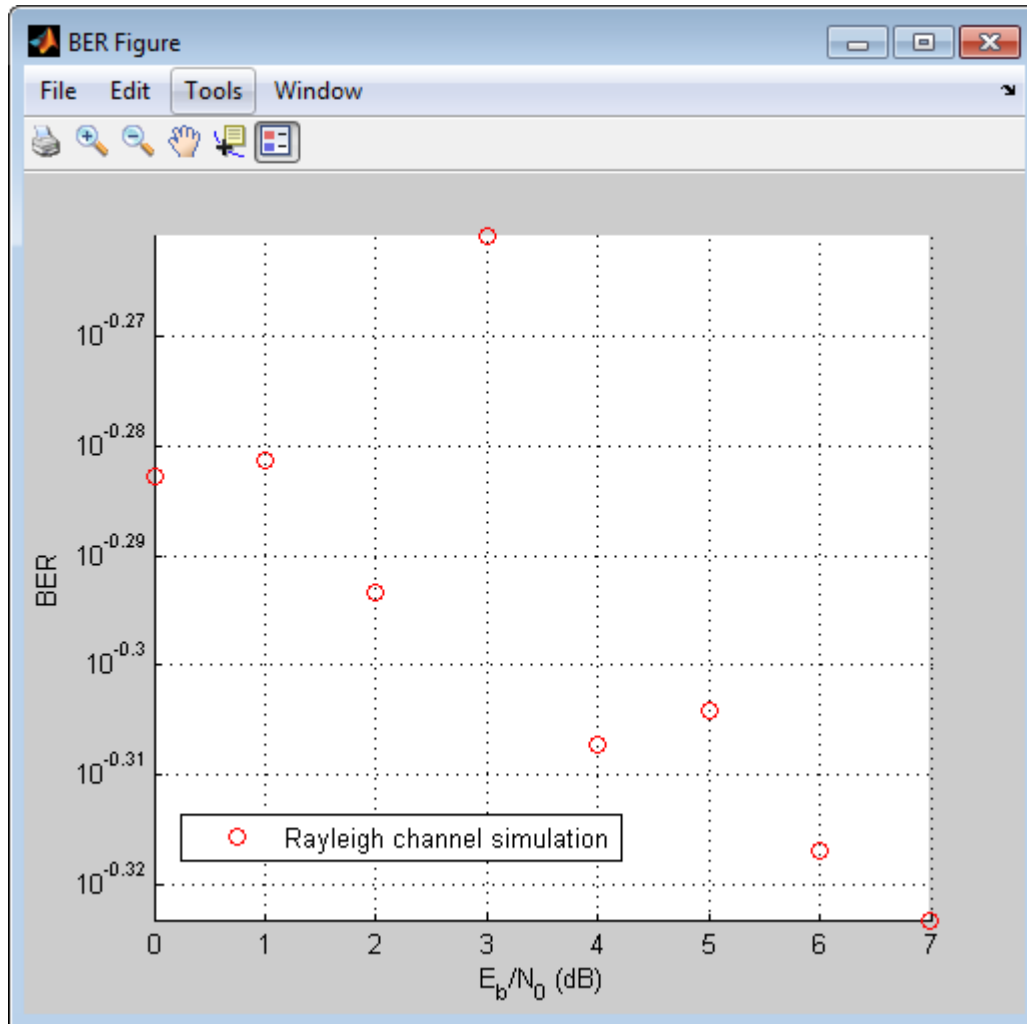 BER Figure
File Edit Tools Window
10^-0.27
10^-0.28
10^-0.29
10^-0.3
10^-0.31
10^-0.32
BER
Rayleigh channel simulation
0 1 2 3 4 5 6 7
E_b/N_0 (dB)